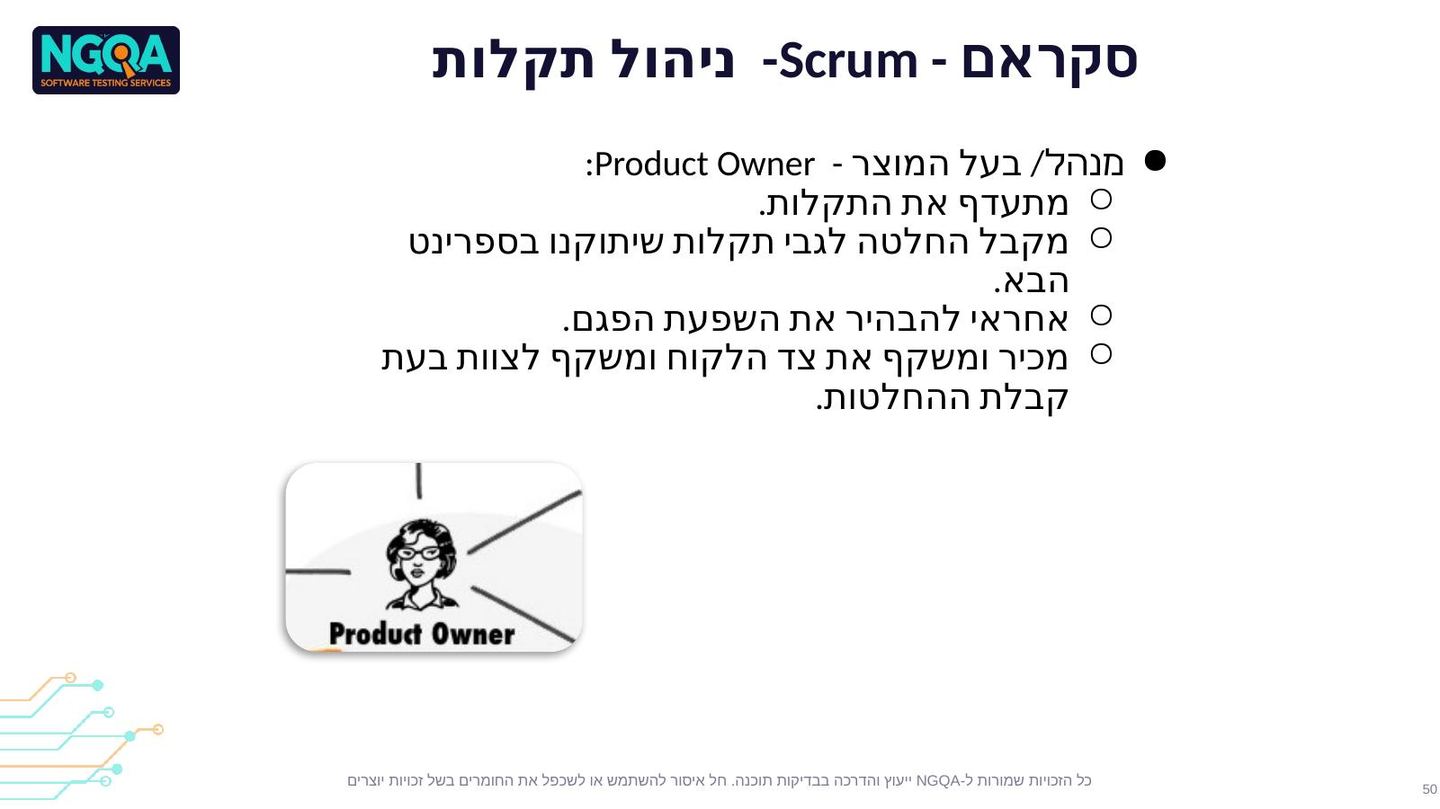 NGQA
SOFTWARE TESTING SERVICES
סקראם - Scrum- ניהול תקלות
● מנהל/ בעל המוצר - Product Owner:
○ מתעדף את התקלות.
○ מקבל החלטה לגבי תקלות שיתוקנו בספרינט
הבא.
○ אחראי להבהיר את השפעת הפגם.
○ מכיר ומשקף את צד הלקוח ומשקף לצוות בעת
קבלת ההחלטות.
Product Owner
כל הזכויות שמורות ל-NGQA ייעוץ והדרכה בבדיקות תוכנה. חל איסור להשתמש או לשכפל את החומרים בשל זכויות יוצרים
50